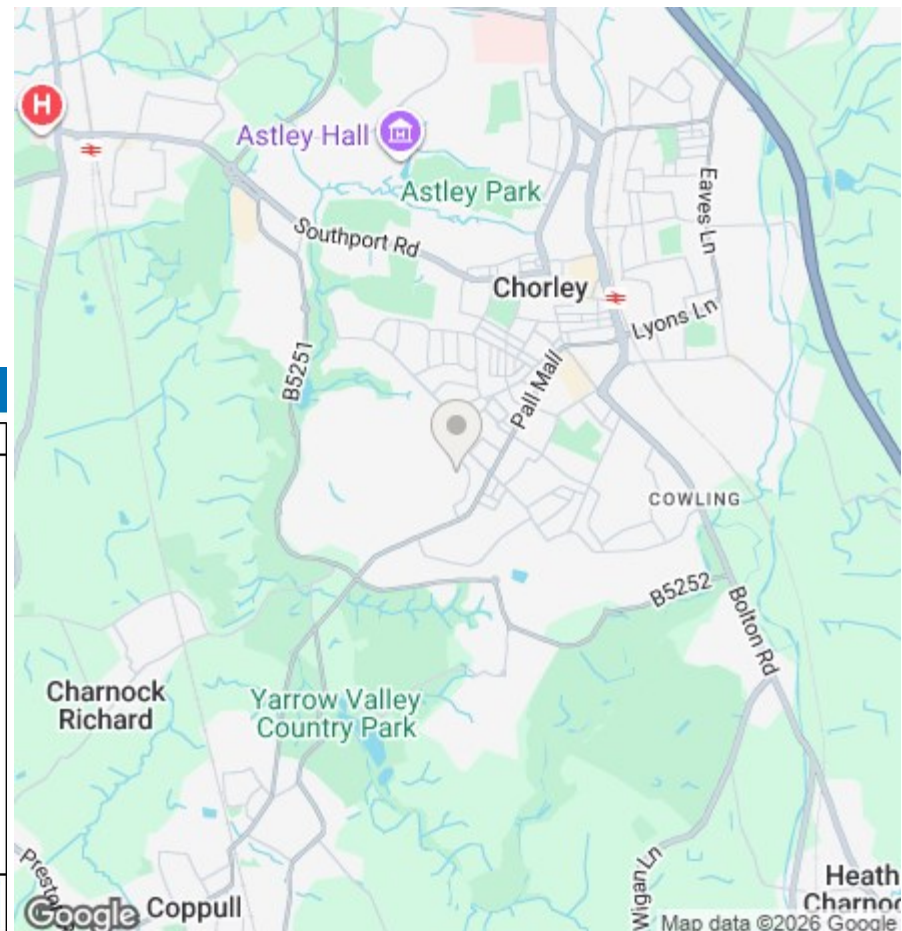 H
Astley Hall
Astley Park
Eaves Ln
Southport Rd
Chorley
Lyons Ln
B5251
Pall Mall
COWLING
B5252
Bolton Rd
Charnock
Richard
Yarrow Valley
Country Park
Wigan Ln
Heath
Charnoc
Presto
Coppull
Google
Map data ©2026 Google